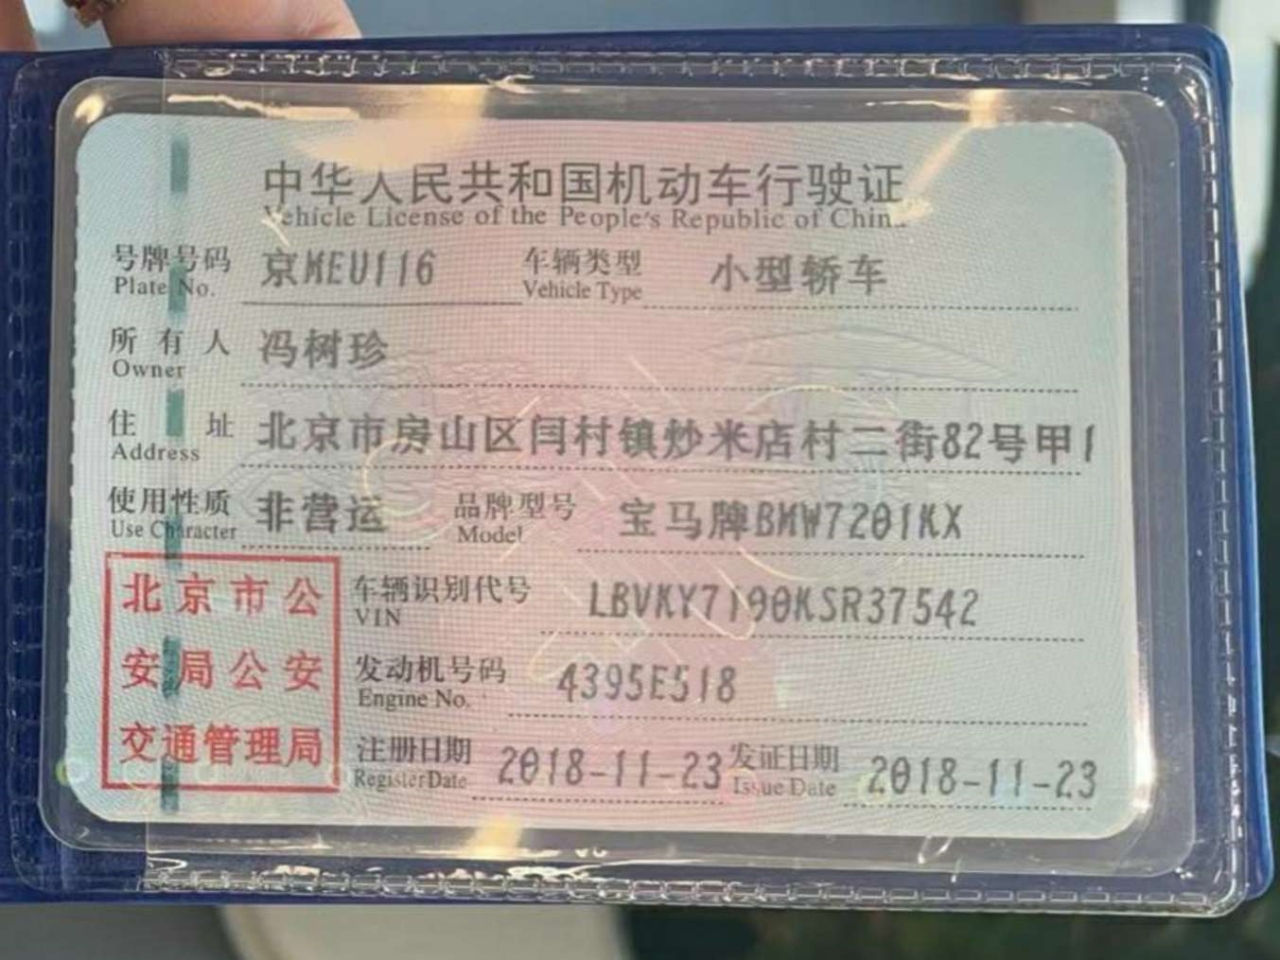 中华人民共和国机动车行驶证
Vehicle License of the People's Republic of China
号牌号码 京MEU116 车辆类型 小型轿车
Plate No. Vehicle Type
所有人 冯树珍
Owner
住址 北京市房山区闫村镇炒米店村二街82号甲1
Address
使用性质 非营运 品牌型号 宝马牌BMW7201KX
Use Character Model
北京市公安局公安交通管理局
车辆识别代号 LBVKY7190KSR37542
VIN
发动机号码 4395E518
Engine No.
注册日期 2018-11-23 发证日期 2018-11-23
Register Date Issue Date